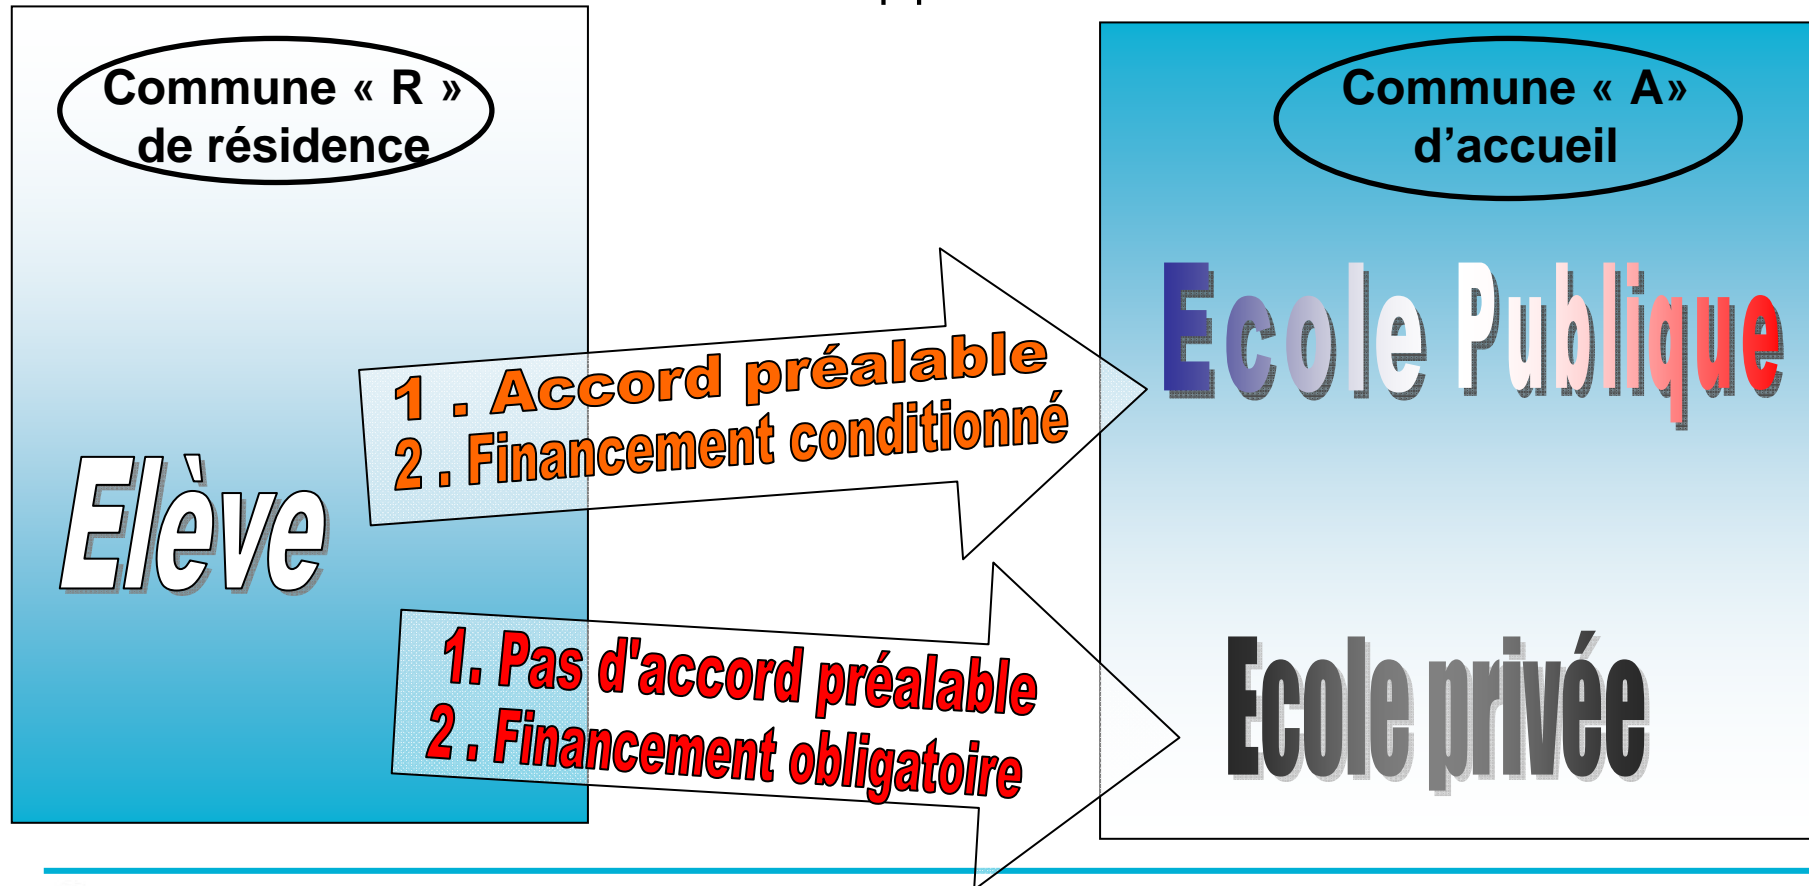 Commune « R »
de résidence
Commune « A»
d’accueil
Ecole Publique
1 . Accord préalable
2 . Financement conditionné
Elève
1. Pas d'accord préalable
2 . Financement obligatoire
Ecole privée